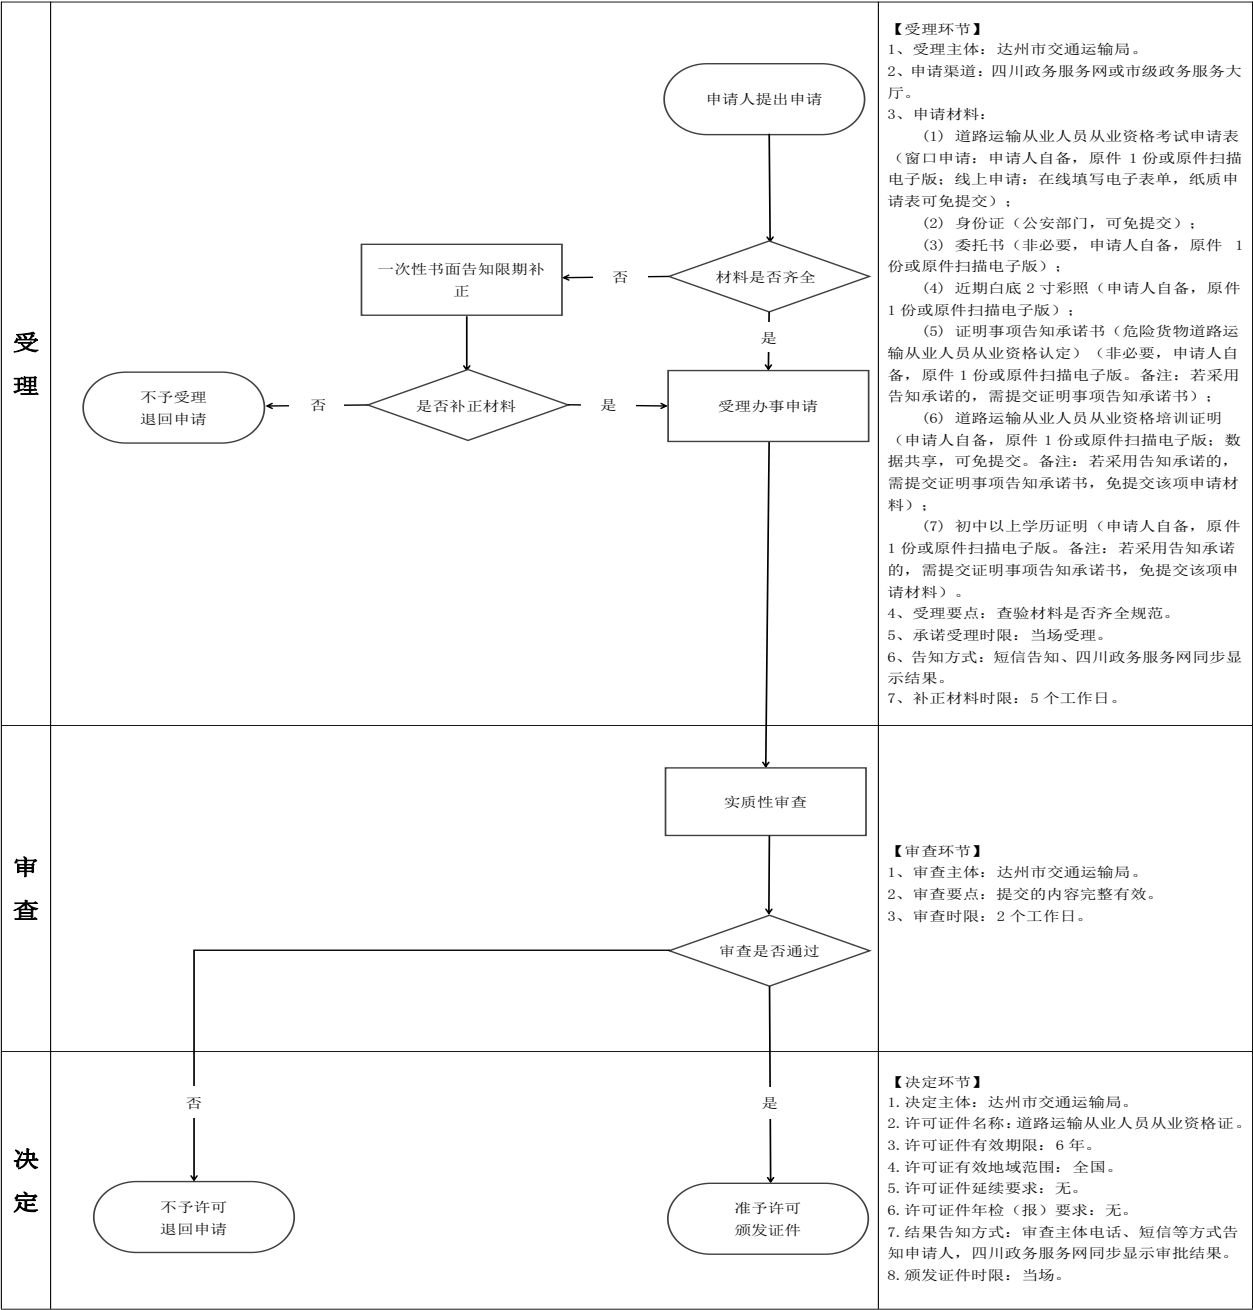 受
理
申请人提出申请
一次性书面告知限期补
正
否
材料是否齐全
是
不予受理
退回申请
否
是否补正材料
是
受理办事申请
【受理环节】
1、受理主体：达州市交通运输局。
2、申请渠道：四川政务服务网或市级政务服务大
厅。
3、申请材料：
(1) 道路运输从业人员从业资格考试申请表
（窗口申请：申请人自备，原件 1 份或原件扫描
电子版；线上申请：在线填写电子表单，纸质申
请表可免提交）；
(2) 身份证（公安部门，可免提交）；
(3) 委托书（非必要，申请人自备，原件 1
份或原件扫描电子版）；
(4) 近期白底 2 寸彩照（申请人自备，原件
1 份或原件扫描电子版）；
(5) 证明事项告知承诺书（危险货物道路运
输从业人员从业资格认定）（非必要，申请人自
备，原件 1 份或原件扫描电子版。备注：若采用
告知承诺的，需提交证明事项告知承诺书）；
(6) 道路运输从业人员从业资格培训证明
（申请人自备，原件 1 份或原件扫描电子版；数
据共享，可免提交。备注：若采用告知承诺的，
需提交证明事项告知承诺书，免提交该项申请材
料）；
(7) 初中以上学历证明（申请人自备，原件
1 份或原件扫描电子版。备注：若采用告知承诺
的，需提交证明事项告知承诺书，免提交该项申
请材料）。
4、受理要点：查验材料是否齐全规范。
5、承诺受理时限：当场受理。
6、告知方式：短信告知、四川政务服务网同步显
示结果。
7、补正材料时限：5 个工作日。
审
查
实质性审查
审查是否通过
【审查环节】
1、审查主体：达州市交通运输局。
2、审查要点：提交的内容完整有效。
3、审查时限：2 个工作日。
决
定
否
是
不予许可
退回申请
准予许可
颁发证件
【决定环节】
1.决定主体：达州市交通运输局。
2.许可证件名称：道路运输从业人员从业资格证。
3.许可证件有效期限：6 年。
4.许可证有效地域范围：全国。
5.许可证件延续要求：无。
6.许可证件年检（报）要求：无。
7.结果告知方式：审查主体电话、短信等方式告
知申请人，四川政务服务网同步显示审批结果。
8.颁发证件时限：当场。